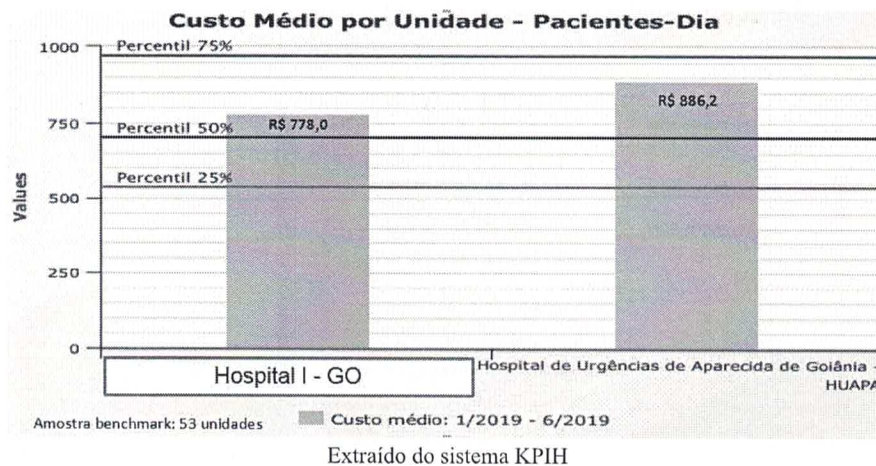 Custo Médio por Unidade - Pacientes-Dia
1000
Percentil 75%
R$ 886,2
750
Percentil 50%
R$ 778,0
Percentil 25%
500
Values
250
0
Hospital I - GO
Hospital de Urgências de Aparecida de Goiânia -
HUAPA
Amostra benchmark: 53 unidades
Custo médio: 1/2019 - 6/2019
Extraído do sistema KPIH